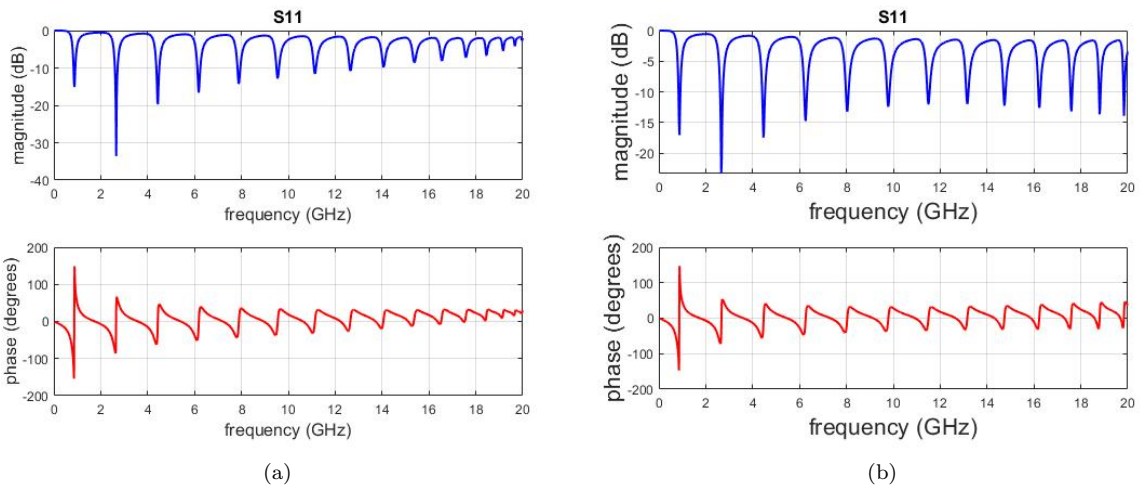 S11
magnitude (dB)
0
-10
-20
-30
-40
0 2 4 6 8 10 12 14 16 18 20
frequency (GHz)
phase (degrees)
200
100
0
-100
-200
0 2 4 6 8 10 12 14 16 18 20
frequency (GHz)
(a)
S11
magnitude (dB)
0
-5
-10
-15
-20
0 2 4 6 8 10 12 14 16 18 20
frequency (GHz)
phase (degrees)
200
100
0
-100
-200
0 2 4 6 8 10 12 14 16 18 20
frequency (GHz)
(b)